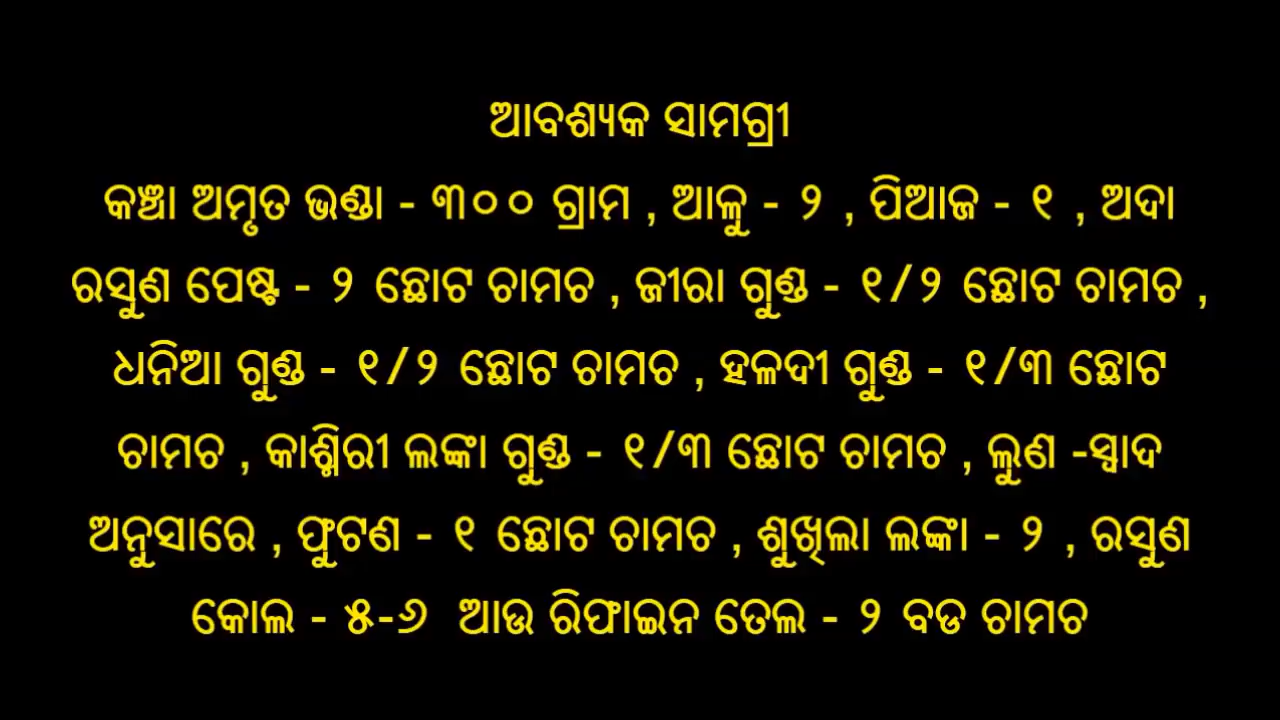 ଆବଶ୍ୟକ ସାମଗ୍ରୀ
କଞ୍ଚା ଅମୃତ ଭଣ୍ଡା - ୩୦୦ ଗ୍ରାମ , ଆଳୁ - ୨ , ପିଆଜ - ୧ , ଅଦା
ରସୁଣ ପେଷ୍ଟ - ୨ ଛୋଟ ଚାମଚ , ଜୀରା ଗୁଣ୍ଡ - ୧/୨ ଛୋଟ ଚାମଚ ,
ଧନିଆ ଗୁଣ୍ଡ - ୧/୨ ଛୋଟ ଚାମଚ , ହଳଦୀ ଗୁଣ୍ଡ - ୧/୩ ଛୋଟ
ଚାମଚ , କାଶ୍ମିରୀ ଲଙ୍କା ଗୁଣ୍ଡ - ୧/୩ ଛୋଟ ଚାମଚ , ଲୁଣ -ସ୍ୱାଦ
ଅନୁସାରେ , ଫୁଟଣ - ୧ ଛୋଟ ଚାମଚ , ଶୁଖିଲା ଲଙ୍କା - ୨ , ରସୁଣ
କୋଲ - ୫-୬ ଆଉ ରିଫାଇନ ତେଲ - ୨ ବଡ ଚାମଚ